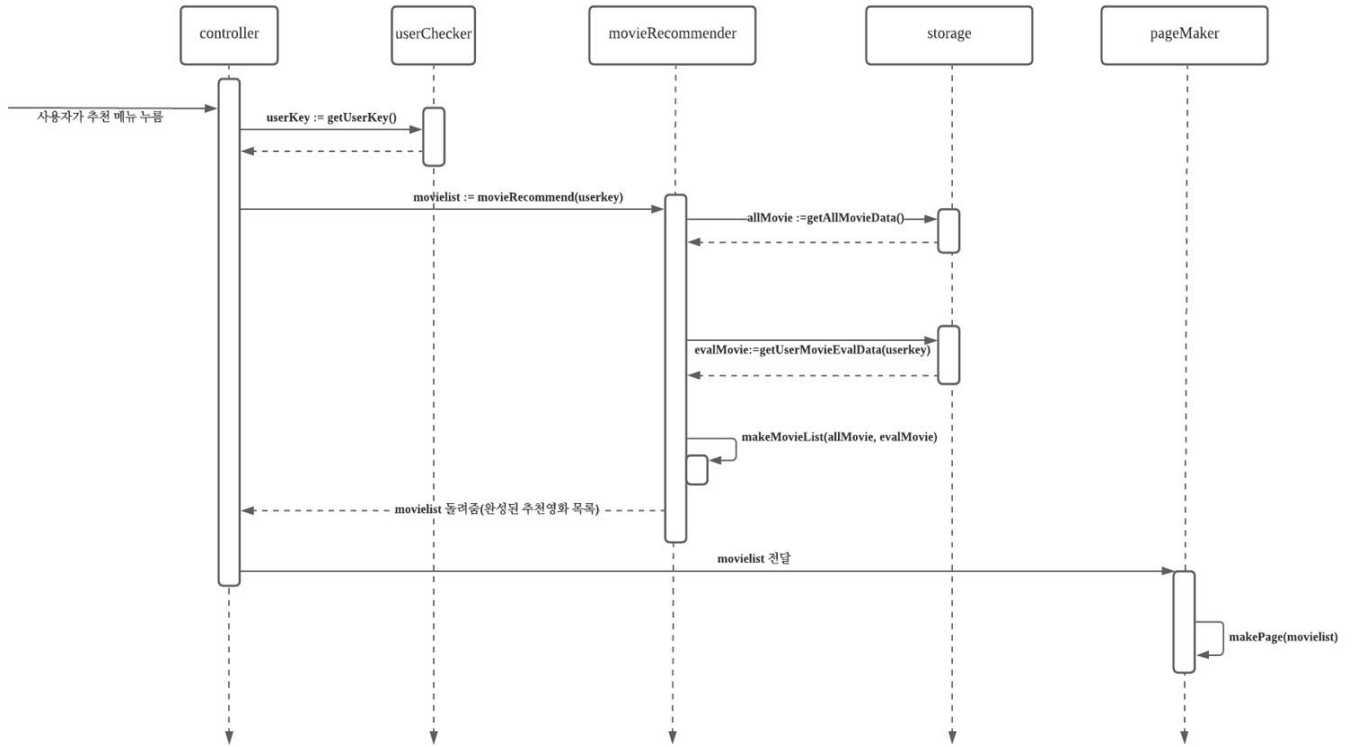 controller
userChecker
movieRecommender
storage
pageMaker
사용자가 추천 메뉴 누름
userKey := getUserKey()
movielist := movieRecommend(userkey)
allMovie :=getAllMovieData()
evalMovie:=getUserMovieEvalData(userkey)
makeMovieList(allMovie, evalMovie)
movielist 돌려줌(완성된 추천영화 목록)
movielist 전달
makePage(movielist)